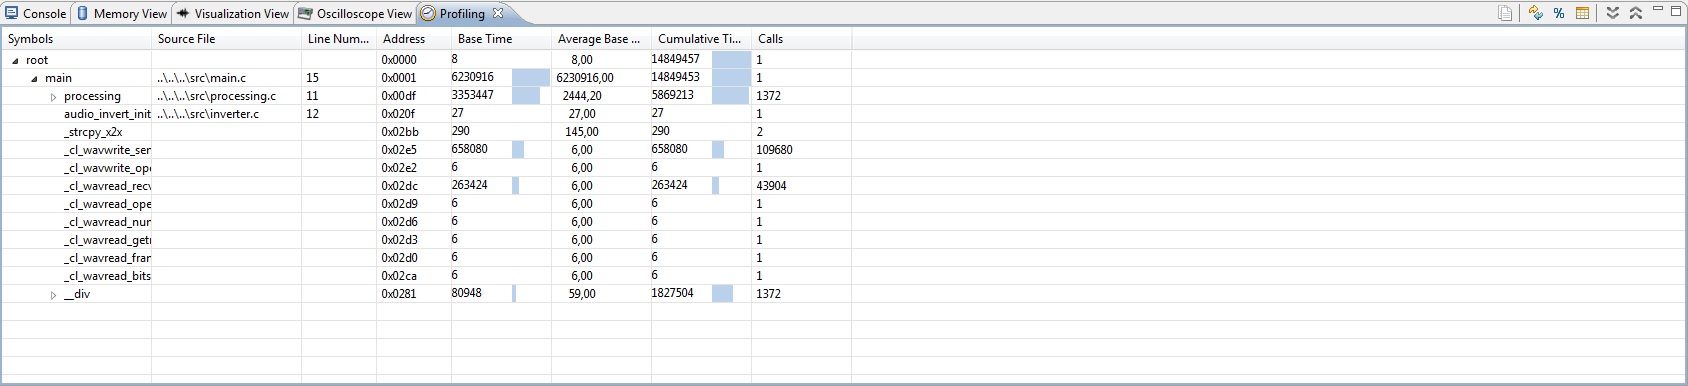 Console Memory View Visualization View Oscilloscope View Profiling
Symbols Source File Line Num... Address Base Time Average Base ... Cumulative Ti... Calls
root 0x0000 8 8,00 14849457 1
main ..\..\..\src\main.c 15 0x0001 6230916 6230916,00 14849453 1
processing ..\..\..\src\processing.c 11 0x00df 3353447 2444,20 5869213 1372
audio_invert_init ..\..\..\src\inverter.c 12 0x020f 27 27,00 27 1
_strcpy_x2x 0x02bb 290 145,00 290 2
_cl_wavwrite_ser 0x02e5 658080 6,00 658080 109680
_cl_wavwrite_ope 0x02e2 6 6,00 6 1
_cl_wavread_recv 0x02dc 263424 6,00 263424 43904
_cl_wavread_ope 0x02d9 6 6,00 6 1
_cl_wavread_nur 0x02d6 6 6,00 6 1
_cl_wavread_getr 0x02d3 6 6,00 6 1
_cl_wavread_fran 0x02d0 6 6,00 6 1
_cl_wavread_bits 0x02ca 6 6,00 6 1
__div 0x0281 80948 59,00 1827504 1372